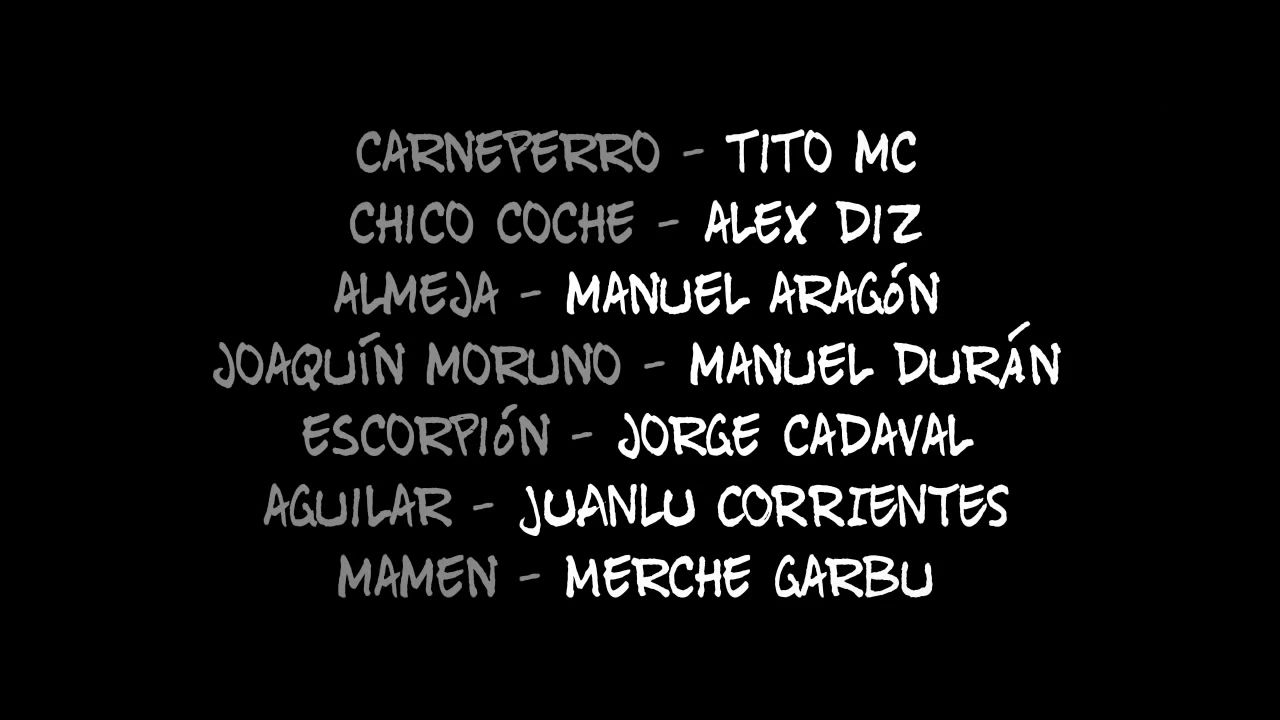 CARNEPERRO - TITO MC
CHICO COCHE - ALEX DIZ
ALMEJA - MANUEL ARAGÓN
JOAQUÍN MORUNO - MANUEL DURÁN
ESCORPIÓN - JORGE CADAVAL
AGUILAR - JUANLU CORRIENTES
MAMEN - MERCHE GARBU